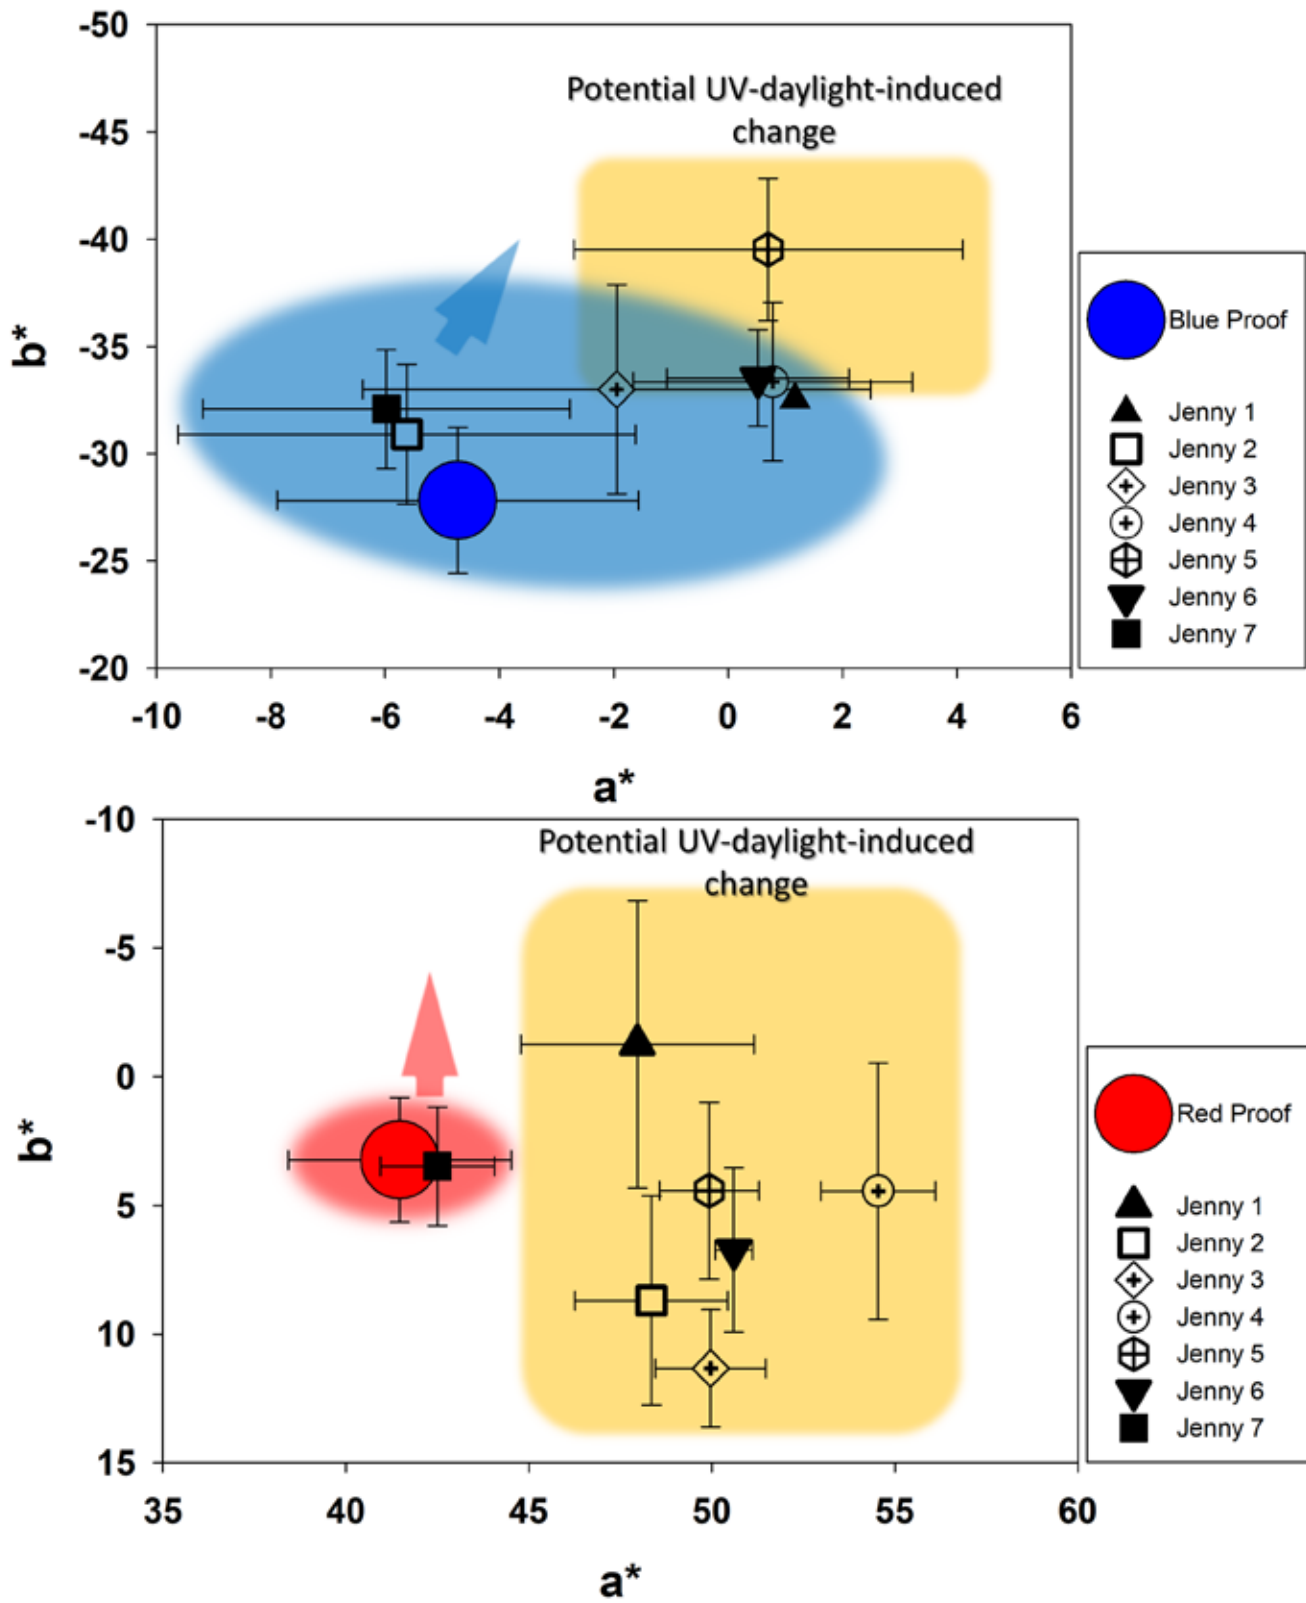 -50
Potential UV-daylight-induced
change
-45
-40
-35
-30
-25
-20
b*
-10 -8 -6 -4 -2 0 2 4 6
a*
Blue Proof
Jenny 1
Jenny 2
Jenny 3
Jenny 4
Jenny 5
Jenny 6
Jenny 7
-10
Potential UV-daylight-induced
change
-5
0
5
10
15
b*
35 40 45 50 55 60
a*
Red Proof
Jenny 1
Jenny 2
Jenny 3
Jenny 4
Jenny 5
Jenny 6
Jenny 7